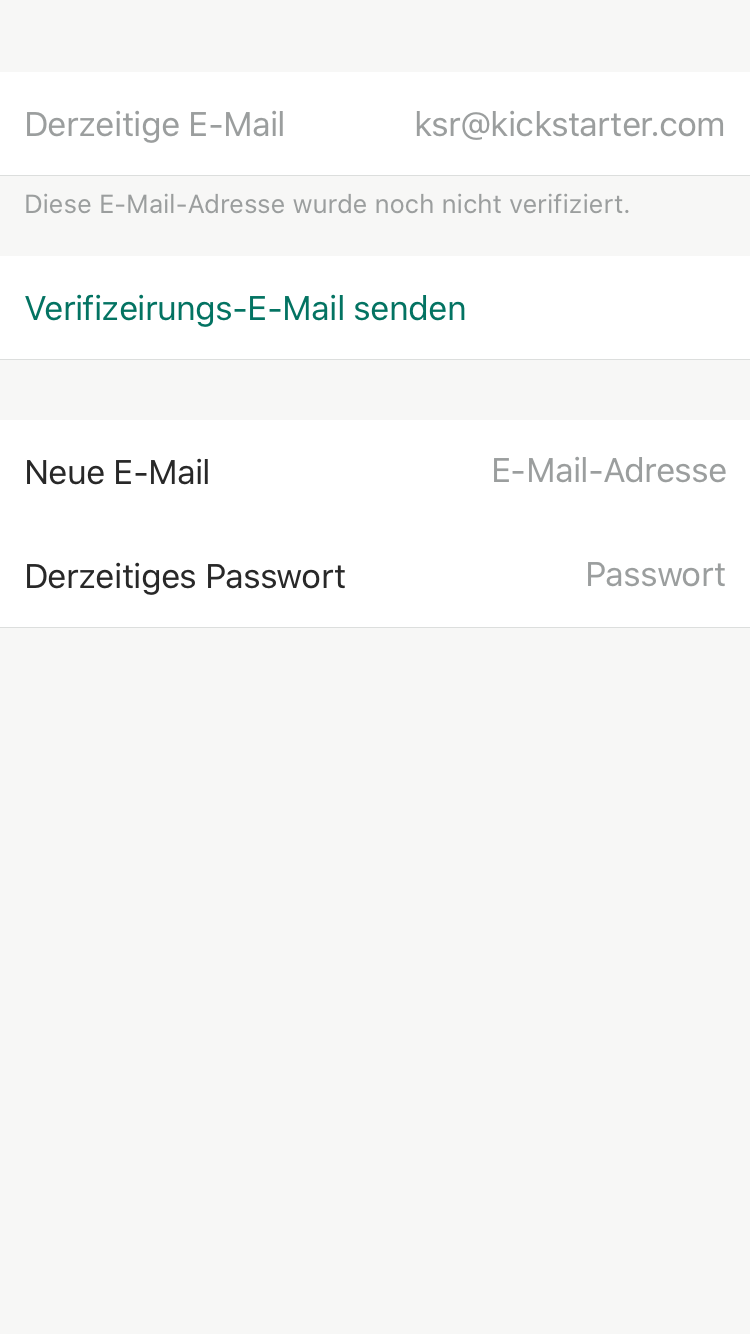 Derzeitige E-Mail ksr@kickstarter.com
Diese E-Mail-Adresse wurde noch nicht verifiziert.
Verifizeirungs-E-Mail senden
Neue E-Mail E-Mail-Adresse
Derzeitiges Passwort Passwort